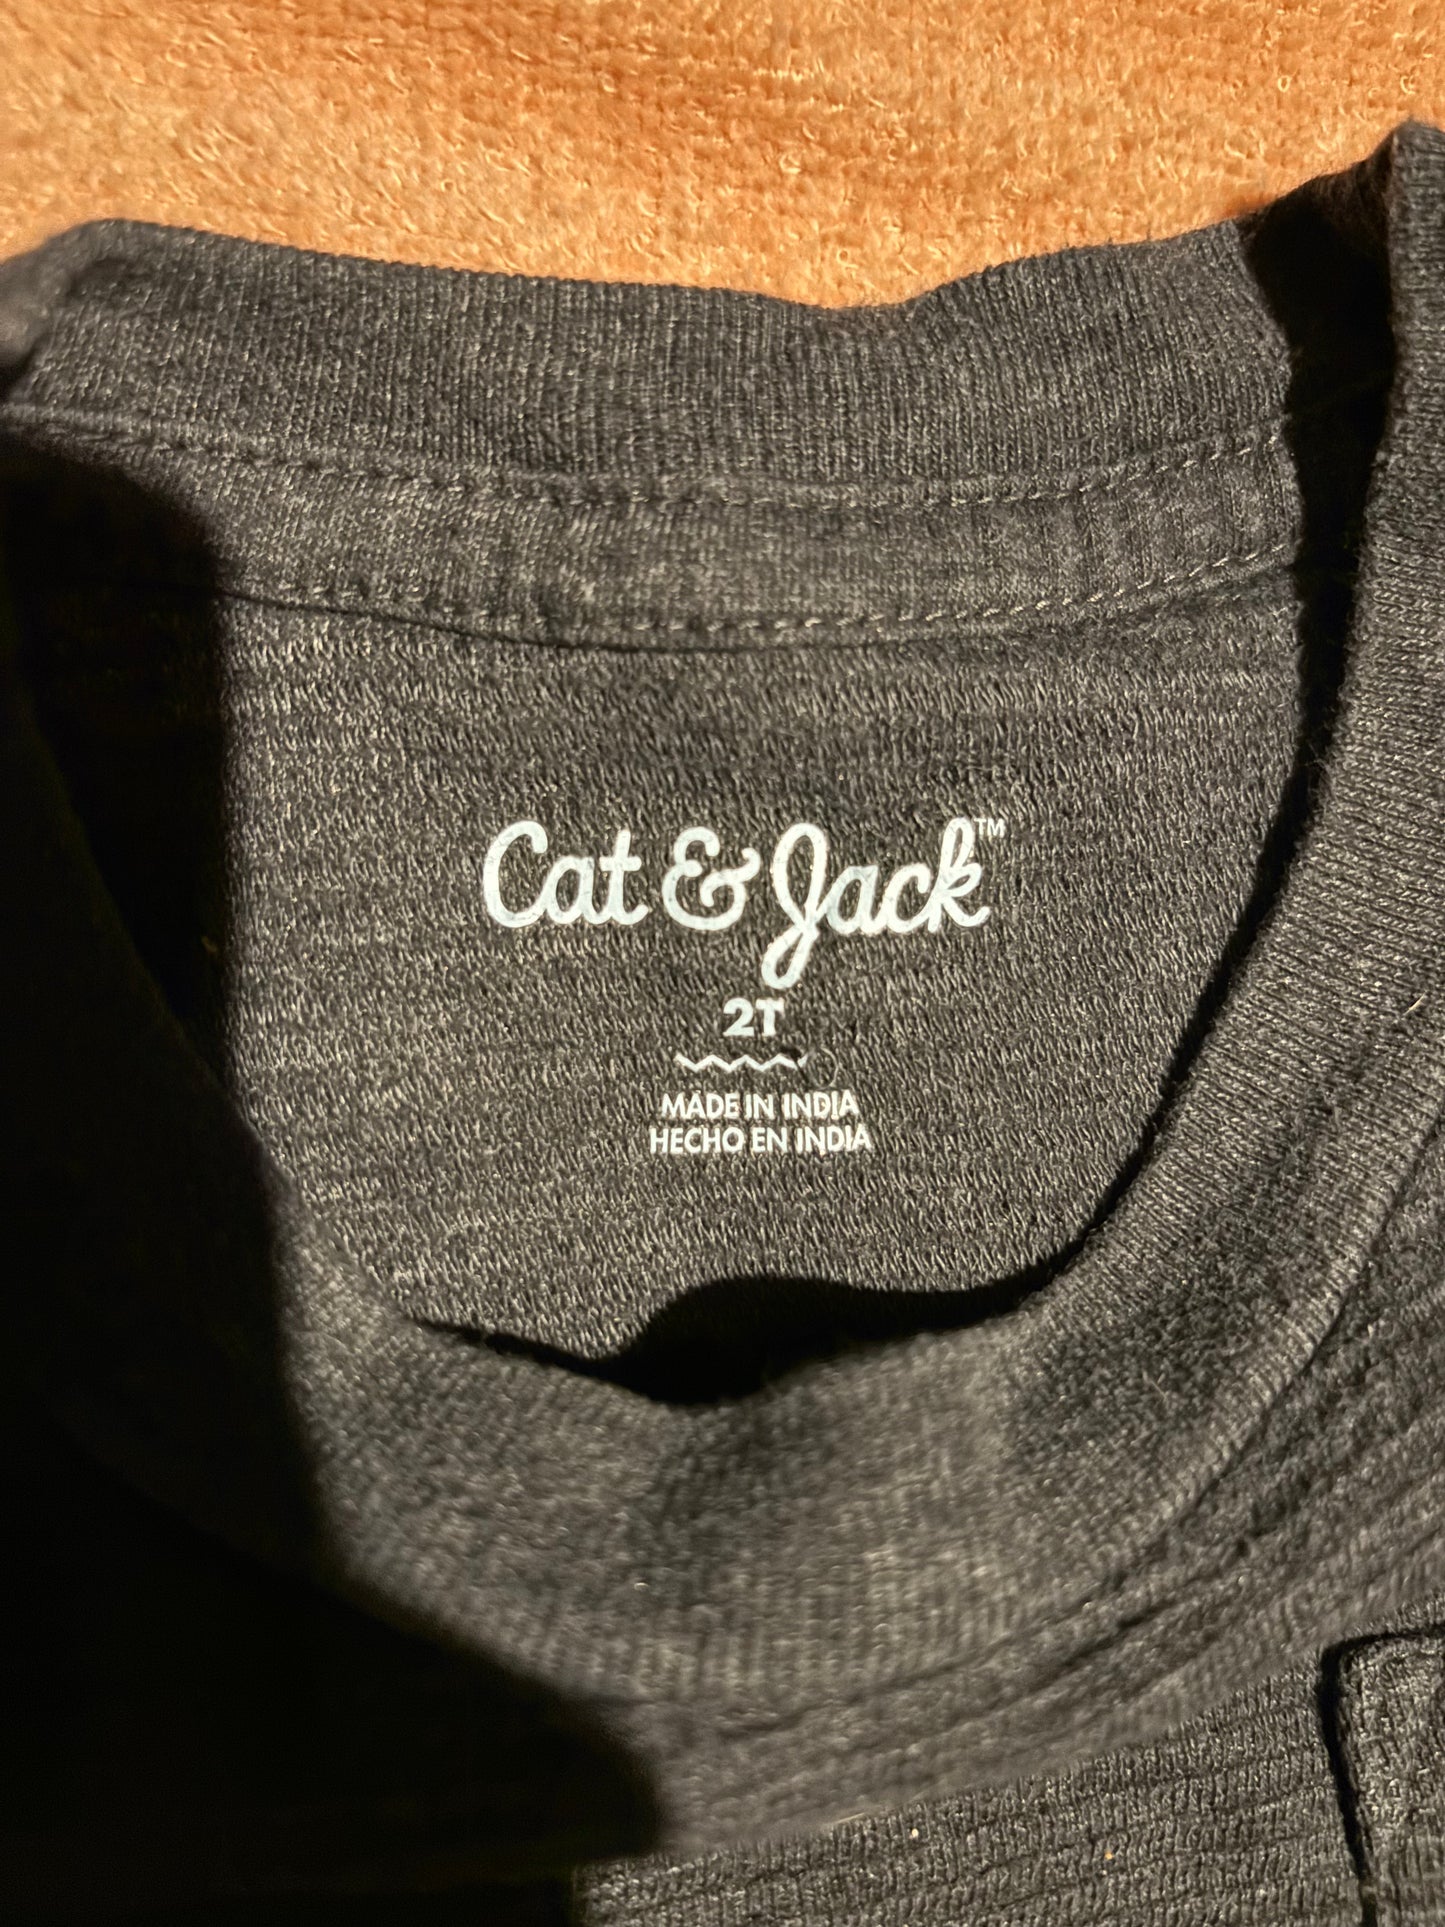 Cat & Jack™
2T
MADE IN INDIA
HECHO EN INDIA